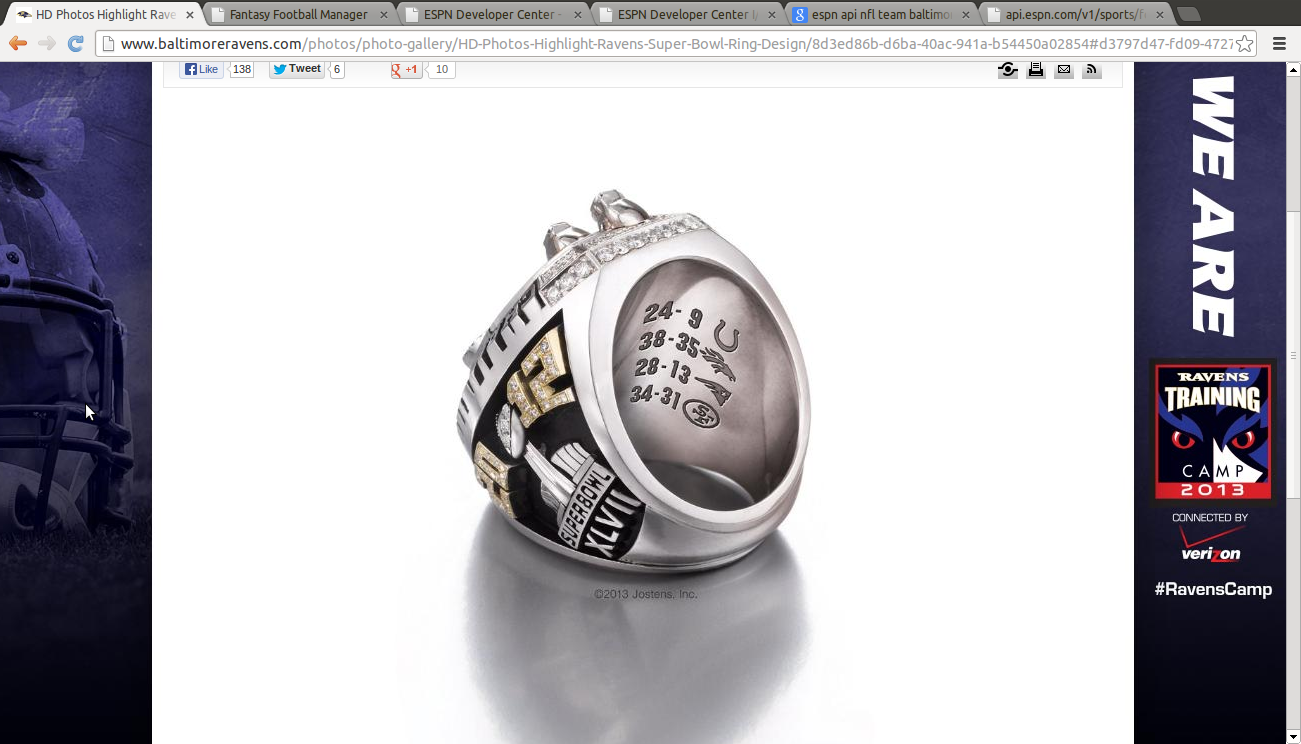 HD Photos Highlight Rave
Fantasy Football Manager
ESPN Developer Center -
ESPN Developer Center |
espn api nfl team baltimo
api.espn.com/v1/sports/f
www.baltimoreravens.com/photos/photo-gallery/HD-Photos-Highlight-Ravens-Super-Bowl-Ring-Design/8d3ed86b-d6ba-40ac-941a-b54450a02854#d3797d47-fd09-4727
Like 138 Tweet 6 g +1 10
24-9
38-35
28-13
34-31
SF
12
SUPERBOWL
XLVII
©2013 Jostens, Inc.
WE ARE
RAVENS
TRAINING
CAMP
2013
CONNECTED BY
verizon
#RavensCamp